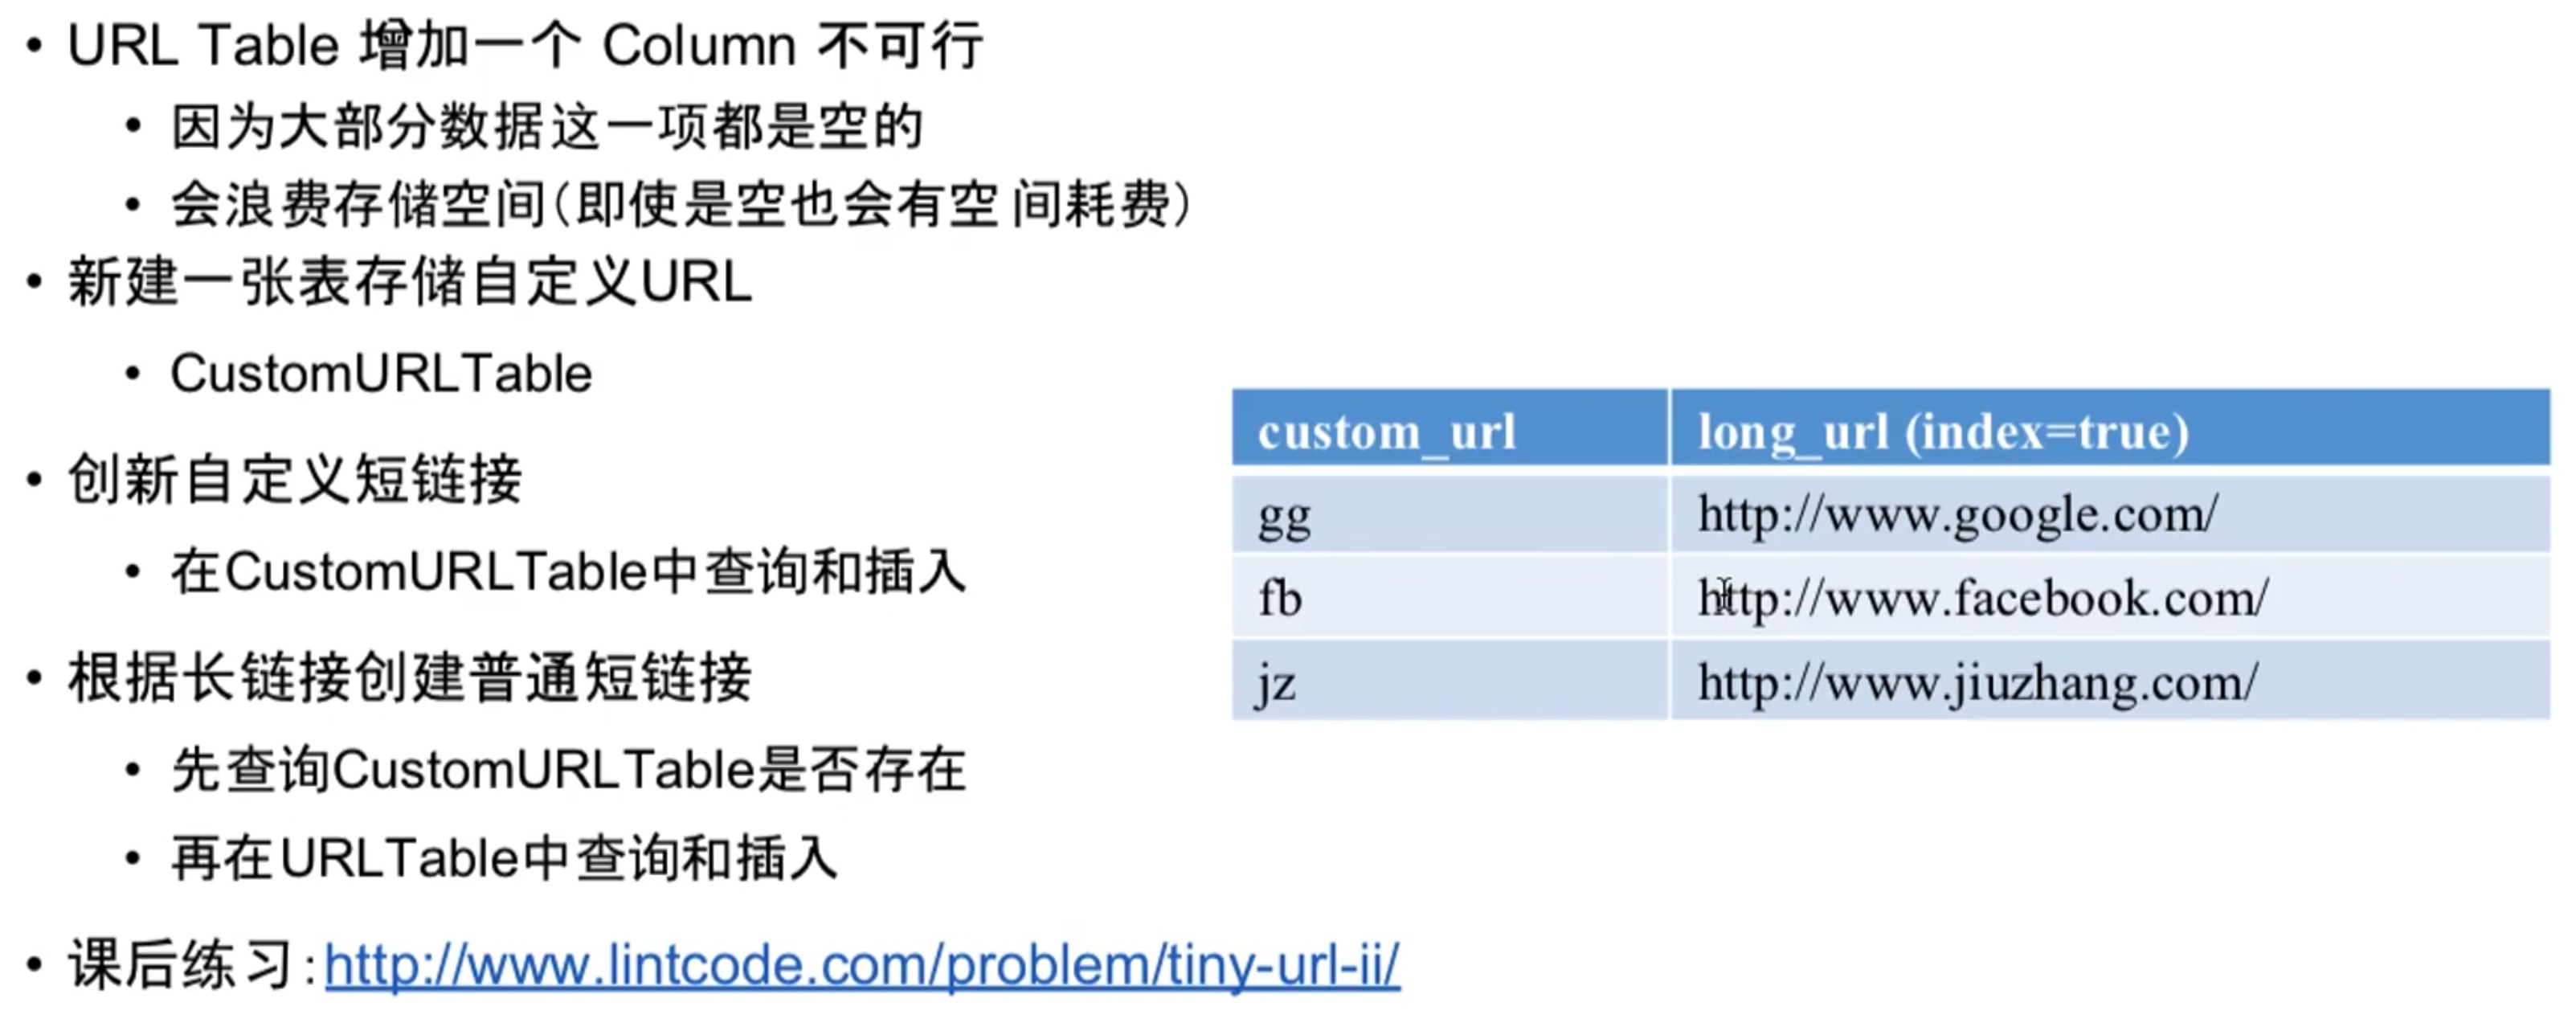 • URL Table 增加一个 Column 不可行
• 因为大部分数据这一项都是空的
• 会浪费存储空间(即使是空也会有空间耗费)
• 新建一张表存储自定义URL
• CustomURLTable
• 创新自定义短链接
• 在CustomURLTable中查询和插入
• 根据长链接创建普通短链接
• 先查询CustomURLTable是否存在
• 再在URLTable中查询和插入
• 课后练习:http://www.lintcode.com/problem/tiny-url-ii/
custom_url long_url (index=true)
gg http://www.google.com/
fb http://www.facebook.com/
jz http://www.jiuzhang.com/